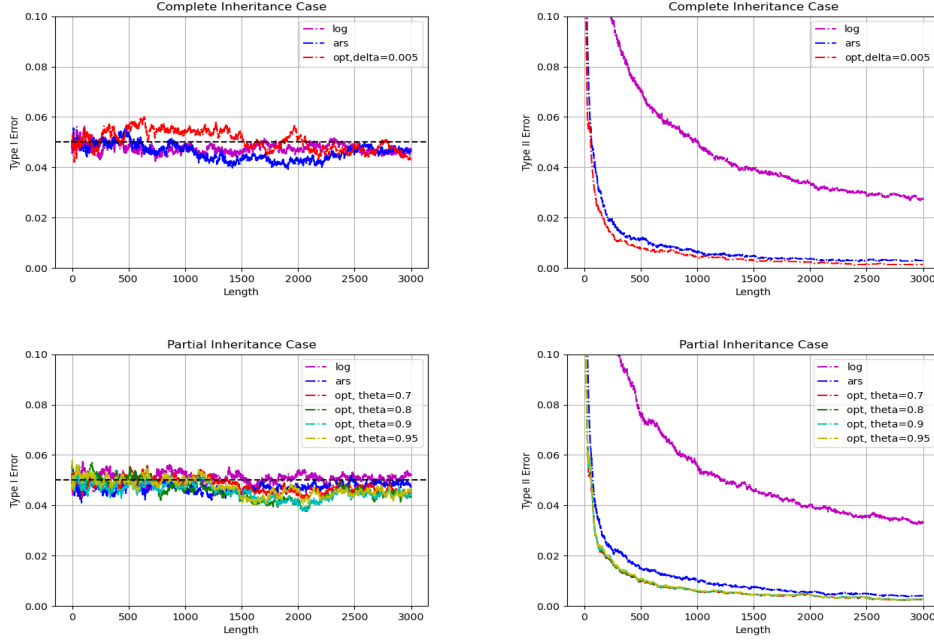 Complete Inheritance Case
Type I Error
0.10
0.08
0.06
0.04
0.02
0.00
0 500 1000 1500 2000 2500 3000
Length
log
ars
opt,delta=0.005
Complete Inheritance Case
Type II Error
0.10
0.08
0.06
0.04
0.02
0.00
0 500 1000 1500 2000 2500 3000
Length
log
ars
opt,delta=0.005
Partial Inheritance Case
Type I Error
0.10
0.08
0.06
0.04
0.02
0.00
0 500 1000 1500 2000 2500 3000
Length
log
ars
opt, theta=0.7
opt, theta=0.8
opt, theta=0.9
opt, theta=0.95
Partial Inheritance Case
Type II Error
0.10
0.08
0.06
0.04
0.02
0.00
0 500 1000 1500 2000 2500 3000
Length
log
ars
opt, theta=0.7
opt, theta=0.8
opt, theta=0.9
opt, theta=0.95